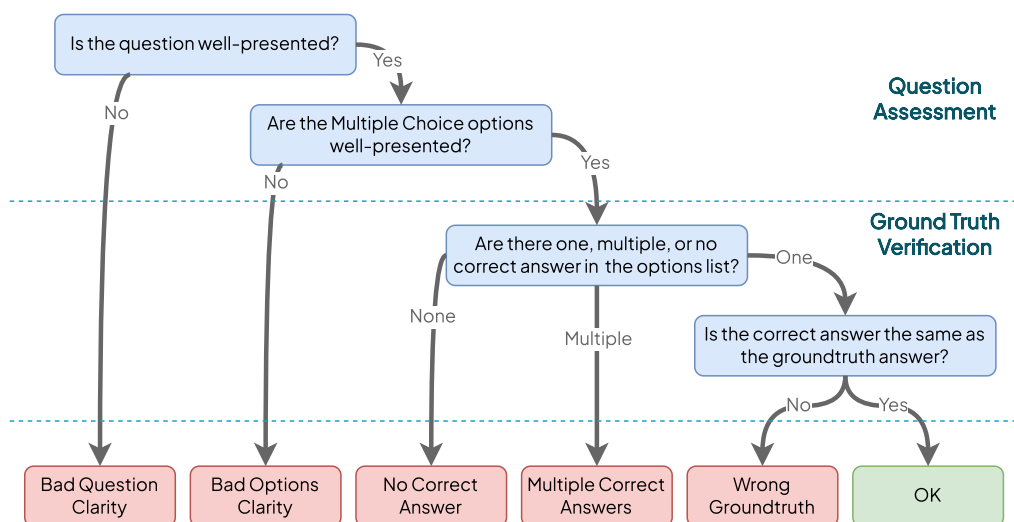 Is the question well-presented?
Yes
No
Question
Assessment
Are the Multiple Choice options
well-presented?
Yes
No
Ground Truth
Verification
Are there one, multiple, or no
correct answer in the options list?
One
None
Multiple
Is the correct answer the same as
the groundtruth answer?
No
Yes
Bad Question
Clarity
Bad Options
Clarity
No Correct
Answer
Multiple Correct
Answers
Wrong
Groundtruth
OK